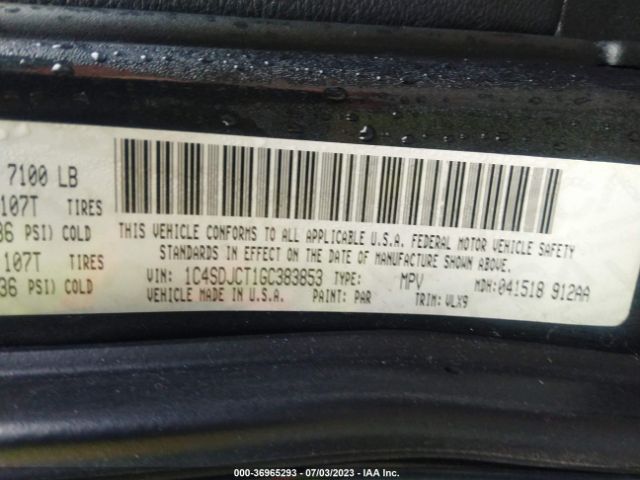 7100 LB
107T TIRES
36 PSI) COLD
107T TIRES
36 PSI) COLD
THIS VEHICLE CONFORMS TO ALL APPLICABLE U.S.A. FEDERAL MOTOR VEHICLE SAFETY
STANDARDS IN EFFECT ON THE DATE OF MANUFACTURE SHOWN ABOVE.
VIN: 1C4SDJCT1GC383853 TYPE: MPV MDH:041518 912AA
VEHICLE MADE IN U.S.A. PAINT: PAR TRIM: VLX9
000-36965293 - 07/03/2023 - IAA Inc.